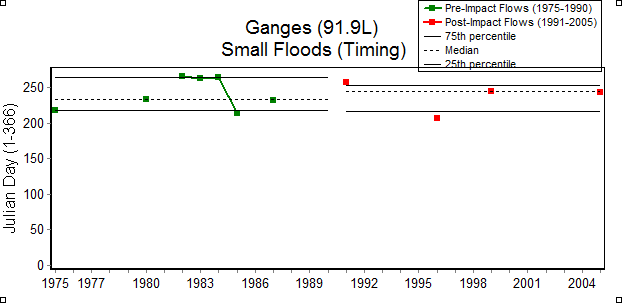 Ganges (91.9L)
Small Floods (Timing)
Pre-Impact Flows (1975-1990)
Post-Impact Flows (1991-2005)
75th percentile
Median
25th percentile
Julian Day (1-366)
250
200
150
100
50
0
1975 1977 1980 1983 1986 1989 1992 1995 1998 2001 2004